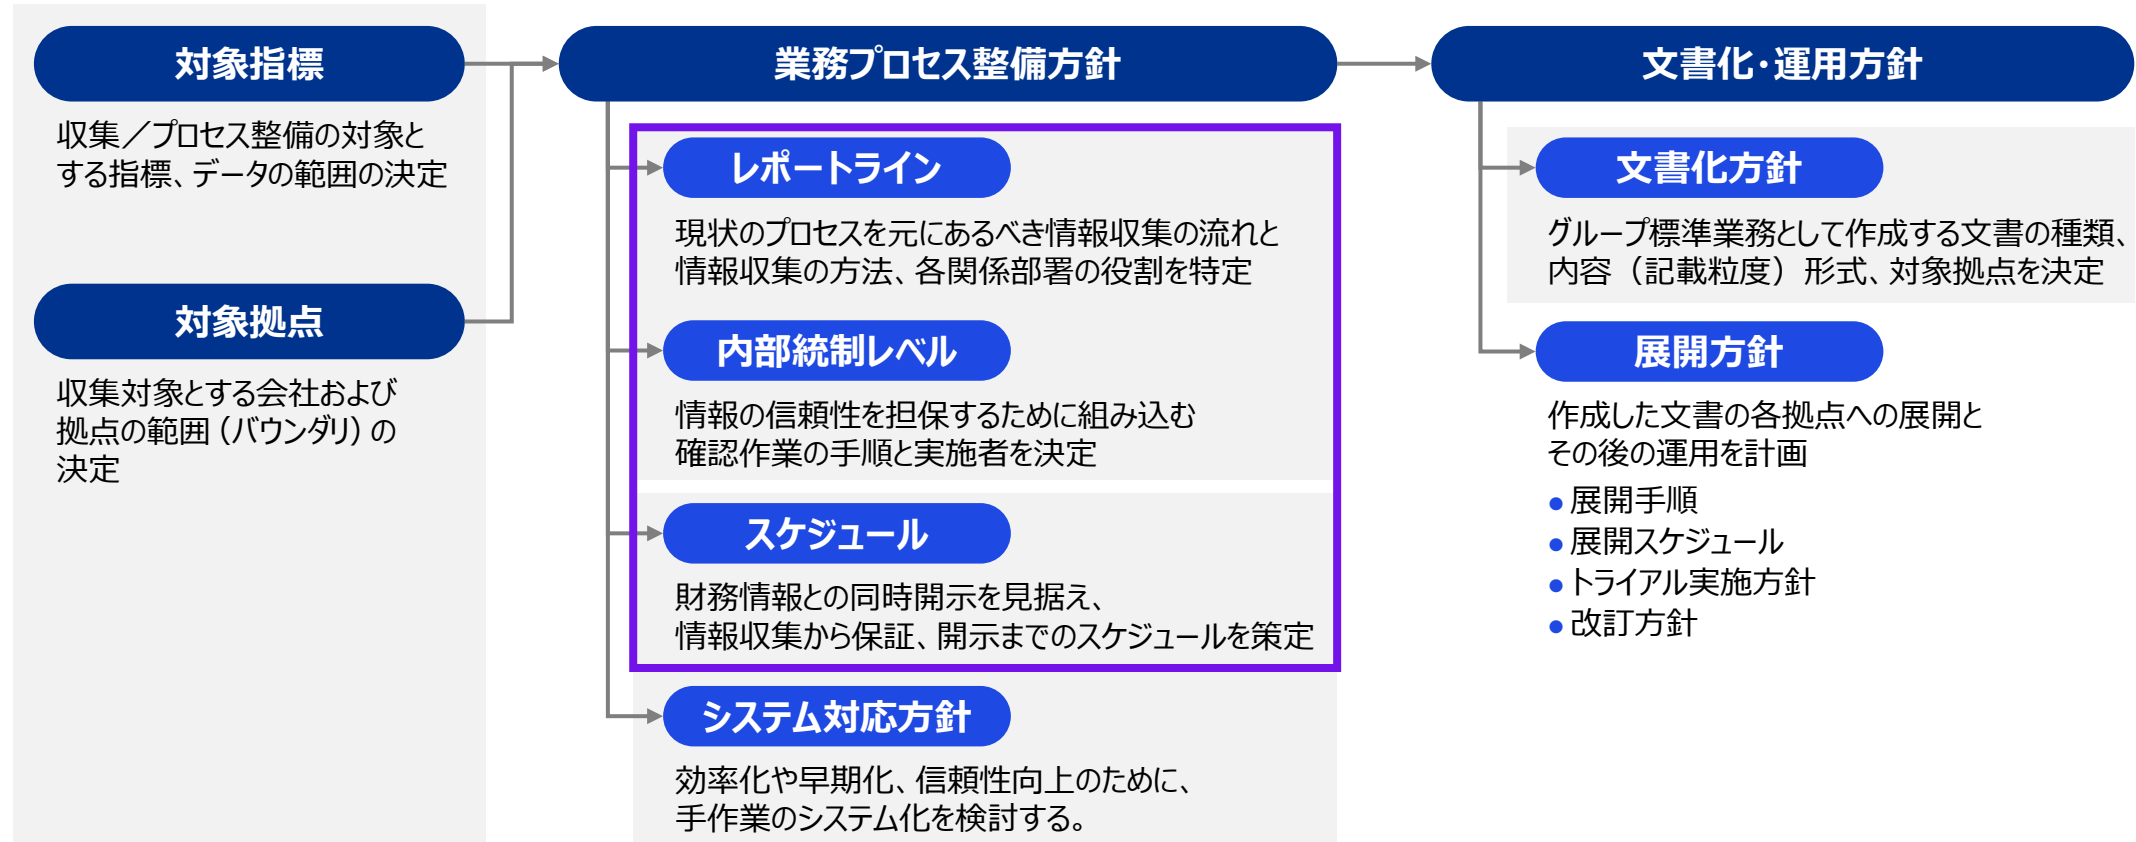 対象指標
収集／プロセス整備の対象と
する指標、データの範囲の決定
対象拠点
収集対象とする会社および
拠点の範囲（バウンダリ）の
決定
業務プロセス整備方針
レポートライン
現状のプロセスを元にあるべき情報収集の流れと
情報収集の方法、各関係部署の役割を特定
内部統制レベル
情報の信頼性を担保するために組み込む
確認作業の手順と実施者を決定
スケジュール
財務情報との同時開示を見据え、
情報収集から保証、開示までのスケジュールを策定
システム対応方針
効率化や早期化、信頼性向上のために、
手作業のシステム化を検討する。
文書化・運用方針
文書化方針
グループ標準業務として作成する文書の種類、
内容（記載粒度）形式、対象拠点を決定
展開方針
作成した文書の各拠点への展開と
その後の運用を計画
●展開手順
●展開スケジュール
●トライアル実施方針
●改訂方針